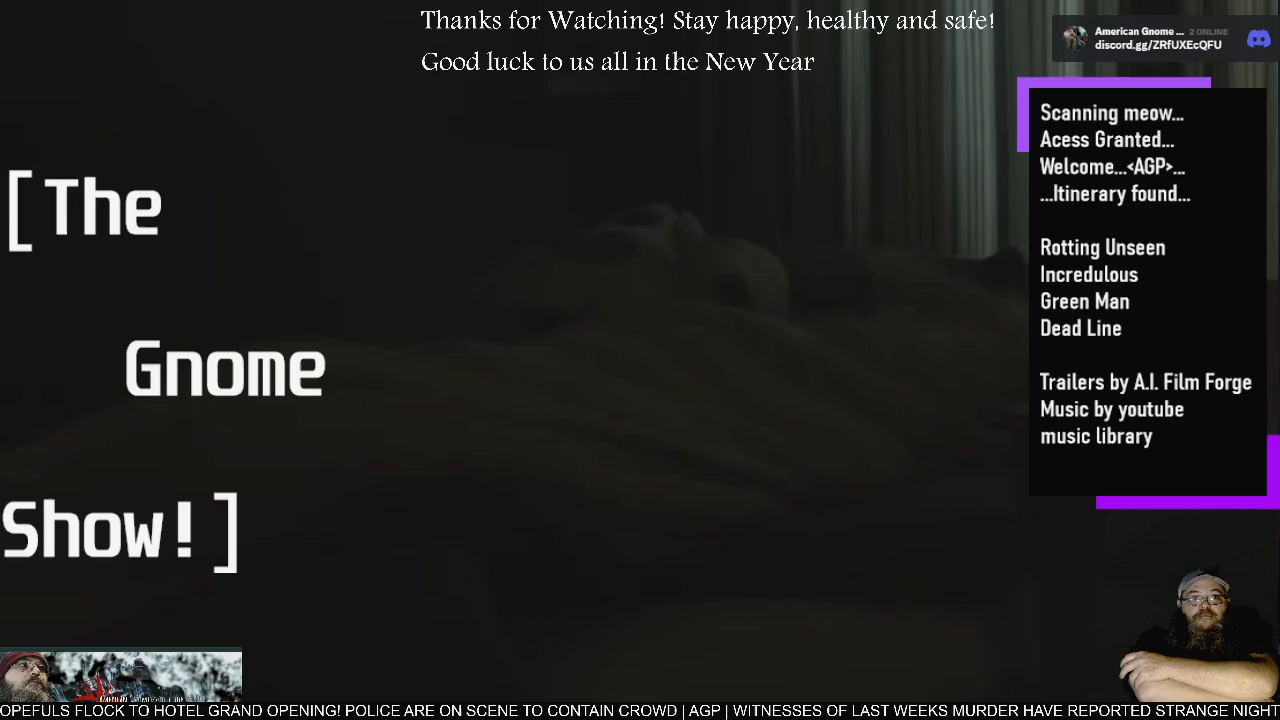 Thanks for Watching! Stay happy, healthy and safe!
Good luck to us all in the New Year
American Gnome ... 2 ONLINE
discord.gg/ZRfUXEcQFU
Scanning meow...
Acess Granted...
Welcome...<AGP>...
...Itinerary found...
Rotting Unseen
Incredulous
Green Man
Dead Line
Trailers by A.I. Film Forge
Music by youtube
music library
[The
Gnome
Show!]
OPEFULS FLOCK TO HOTEL GRAND OPENING! POLICE ARE ON SCENE TO CONTAIN CROWD | AGP | WITNESSES OF LAST WEEKS MURDER HAVE REPORTED STRANGE NIGHT